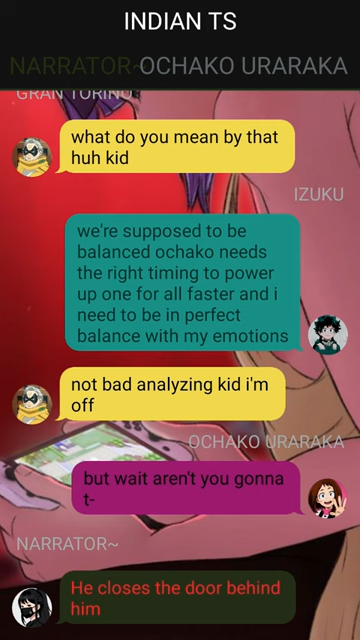 INDIAN TS
NARRATOR~
OCHAKO URARAKA
GRAN TORINO
what do you mean by that
huh kid
IZUKU
we're supposed to be
balanced ochako needs
the right timing to power
up one for all faster and i
need to be in perfect
balance with my emotions
not bad analyzing kid i'm
off
OCHAKO URARAKA
but wait aren't you gonna
t-
NARRATOR~
He closes the door behind
him